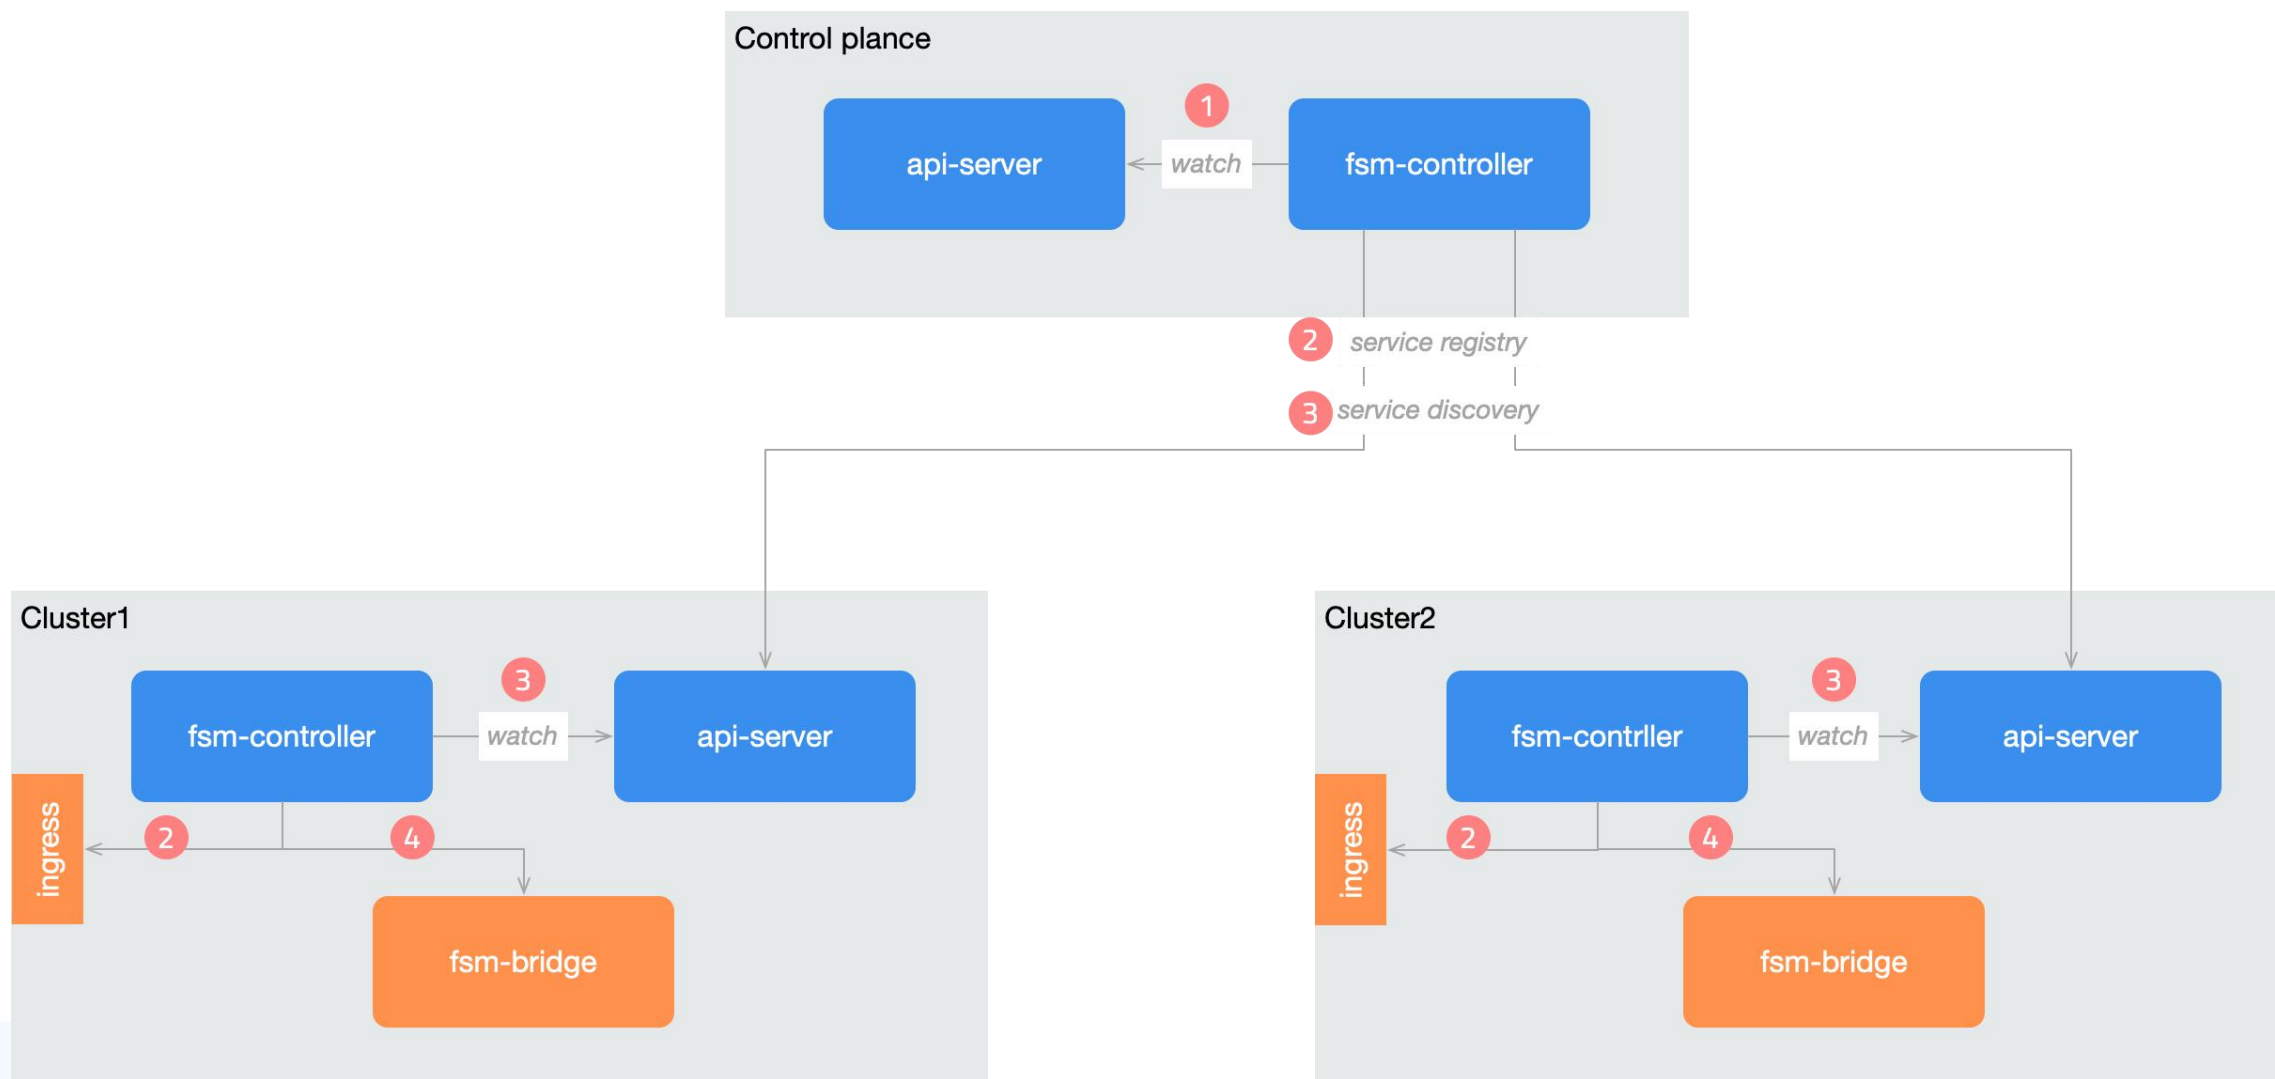 Control plance
1
api-server
watch
fsm-controller
2
service registry
3
service discovery
Cluster1
3
fsm-controller
watch
api-server
ingress
2
4
fsm-bridge
Cluster2
3
fsm-contrller
watch
api-server
ingress
2
4
fsm-bridge